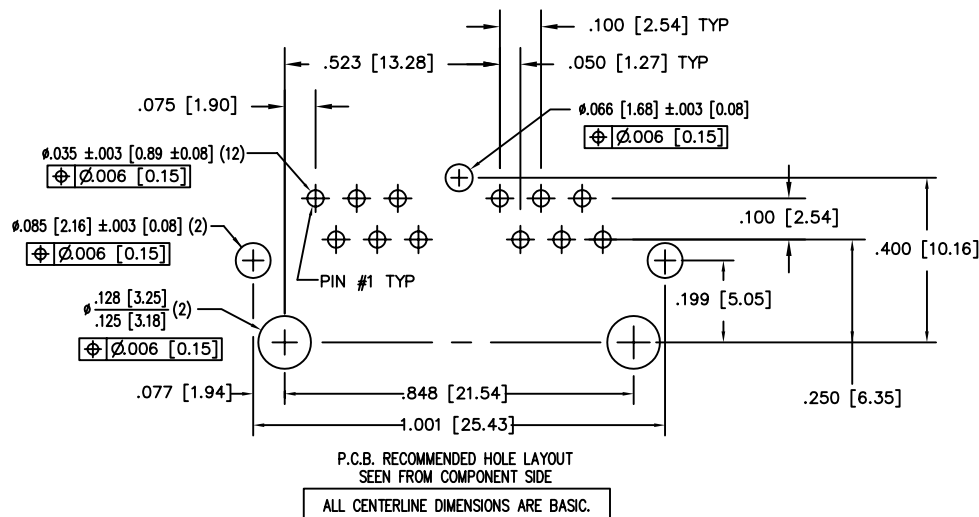 .100 [2.54] TYP
.523 [13.28]
.050 [1.27] TYP
.075 [1.90]
ø.066 [1.68] ±.003 [0.08]
⌖ Ø.006 [0.15]
ø.035 ±.003 [0.89 ±0.08] (12)
⌖ Ø.006 [0.15]
.100 [2.54]
ø.085 [2.16] ±.003 [0.08] (2)
⌖ Ø.006 [0.15]
.400 [10.16]
PIN #1 TYP
.199 [5.05]
ø .128 [3.25]
.125 [3.18] (2)
⌖ Ø.006 [0.15]
.077 [1.94]
.848 [21.54]
.250 [6.35]
1.001 [25.43]
P.C.B. RECOMMENDED HOLE LAYOUT
SEEN FROM COMPONENT SIDE
ALL CENTERLINE DIMENSIONS ARE BASIC.